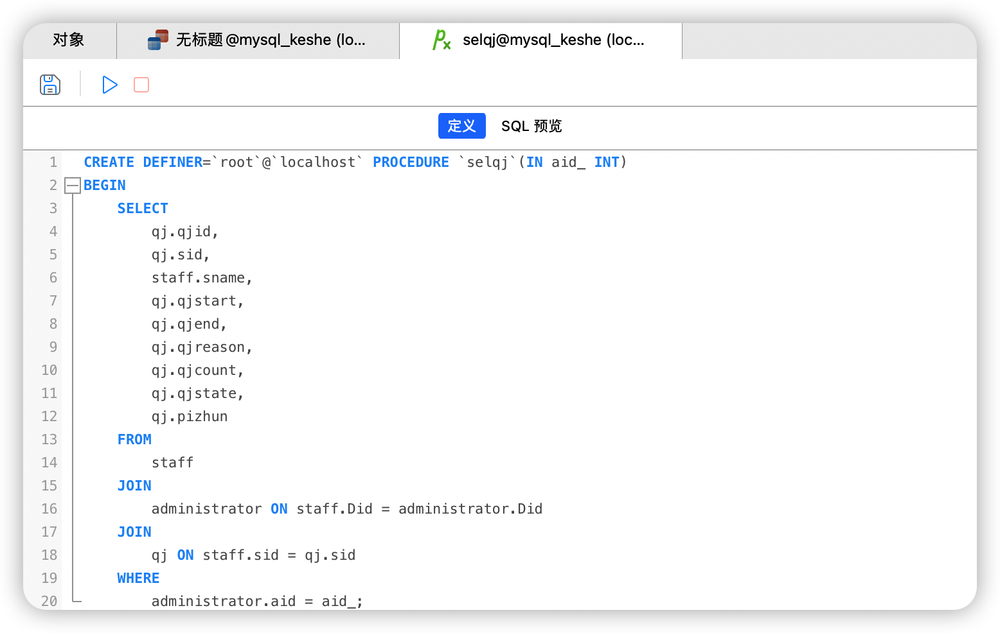 对象
无标题 @mysql_keshe (lo...
selqj@mysql_keshe (loc...
定义
SQL 预览
1 CREATE DEFINER=`root`@`localhost` PROCEDURE `selqj`(IN aid_ INT)
2 BEGIN
3 SELECT
4 qj.qjid,
5 qj.sid,
6 staff.sname,
7 qj.qjstart,
8 qj.qjend,
9 qj.qjreason,
10 qj.qjcount,
11 qj.qjstate,
12 qj.pizhun
13 FROM
14 staff
15 JOIN
16 administrator ON staff.Did = administrator.Did
17 JOIN
18 qj ON staff.sid = qj.sid
19 WHERE
20 administrator.aid = aid_;